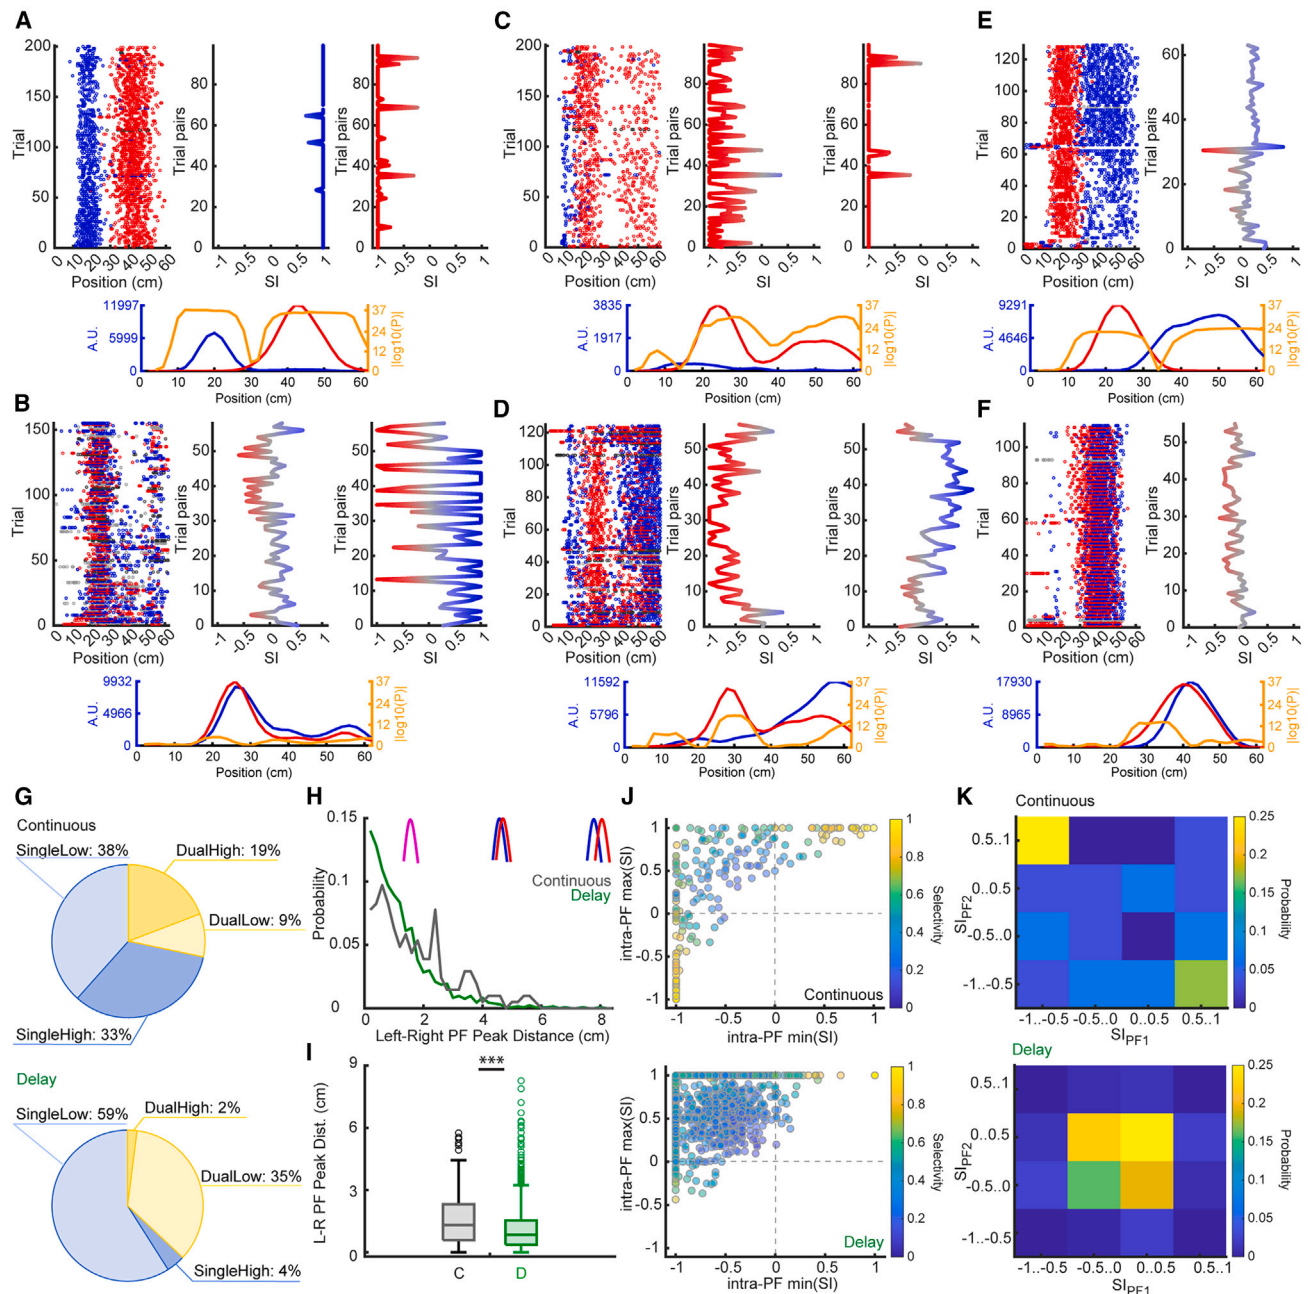 A
200
150
100
50
0
Trial
0 10 20 30 40 50 60
Position (cm)
80
60
40
20
0
Trial pairs
-1 -0.5 0 0.5 1
SI
80
60
40
20
0
Trial pairs
-1 -0.5 0 0.5 1
SI
11997
5999
0
A.U.
37
24
12
0
|log10(P)|
0 10 20 30 40 50 60
Position (cm)
C
200
150
100
50
0
Trial
0 10 20 30 40 50 60
Position (cm)
80
60
40
20
0
Trial pairs
-1 -0.5 0 0.5 1
SI
80
60
40
20
0
Trial pairs
-1 -0.5 0 0.5 1
SI
3835
1917
0
A.U.
37
24
12
0
|log10(P)|
0 10 20 30 40 50 60
Position (cm)
E
120
100
80
60
40
20
0
Trial
0 10 20 30 40 50 60
Position (cm)
60
40
20
0
Trial pairs
-1 -0.5 0 0.5 1
SI
9291
4646
0
A.U.
37
24
12
0
|log10(P)|
0 10 20 30 40 50 60
Position (cm)
B
150
100
50
0
Trial
0 10 20 30 40 50 60
Position (cm)
50
40
30
20
10
0
Trial pairs
-1 -0.5 0 0.5 1
SI
50
40
30
20
10
0
Trial pairs
-1 -0.5 0 0.5 1
SI
9932
4966
0
A.U.
37
24
12
0
|log10(P)|
0 10 20 30 40 50 60
Position (cm)
D
120
100
80
60
40
20
0
Trial
0 10 20 30 40 50 60
Position (cm)
50
40
30
20
10
0
Trial pairs
-1 -0.5 0 0.5 1
SI
50
40
30
20
10
0
Trial pairs
-1 -0.5 0 0.5 1
SI
11592
5796
0
A.U.
37
24
12
0
|log10(P)|
0 10 20 30 40 50 60
Position (cm)
F
100
80
60
40
20
0
Trial
0 10 20 30 40 50 60
Position (cm)
50
40
30
20
10
0
Trial pairs
-1 -0.5 0 0.5 1
SI
17930
8965
0
A.U.
37
24
12
0
|log10(P)|
0 10 20 30 40 50 60
Position (cm)
G
Continuous
SingleLow: 38%
DualHigh: 19%
DualLow: 9%
SingleHigh: 33%
Delay
SingleLow: 59%
DualHigh: 2%
DualLow: 35%
SingleHigh: 4%
H
0.15
0.1
0.05
0
Probability
Continuous
Delay
0 2 4 6 8
Left-Right PF Peak Distance (cm)
I
9
6
3
0
L-R PF Peak Dist. (cm)
***
C D
J
1
0.5
0
-0.5
-1
intra-PF max(SI)
Continuous
-1 -0.5 0 0.5 1
intra-PF min(SI)
1
0.8
0.6
0.4
0.2
0
Selectivity
1
0.5
0
-0.5
-1
intra-PF max(SI)
Delay
-1 -0.5 0 0.5 1
intra-PF min(SI)
1
0.8
0.6
0.4
0.2
0
Selectivity
K
Continuous
0.5..1
0..0.5
-0.5..0
-1..-0.5
SIPF2
-1..-0.5 -0.5..0 0..0.5 0.5..1
SIPF1
0.25
0.2
0.15
0.1
0.05
0
Probability
Delay
0.5..1
0..0.5
-0.5..0
-1..-0.5
SIPF2
-1..-0.5 -0.5..0 0..0.5 0.5..1
SIPF1
0.25
0.2
0.15
0.1
0.05
0
Probability